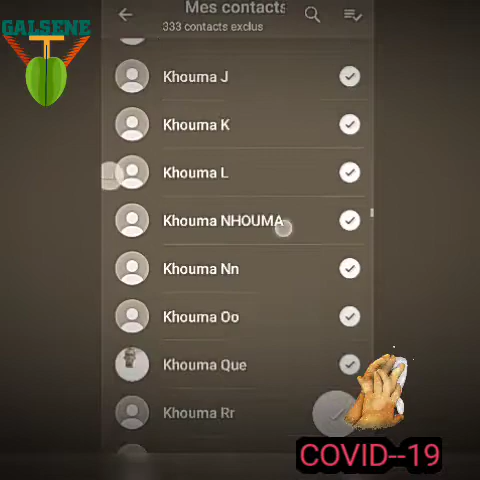 GALSENE
Mes contacts
333 contacts exclus
Khouma J
Khouma K
Khouma L
Khouma NHOUMA
Khouma Nn
Khouma Oo
Khouma Que
Khouma Rr
COVID--19